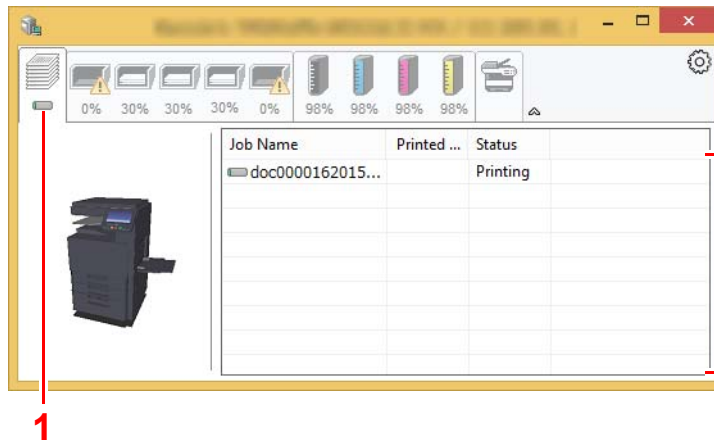 0% 30% 30% 30% 0% 98% 98% 98% 98%
Job Name Printed ... Status
doc0000162015... Printing
1